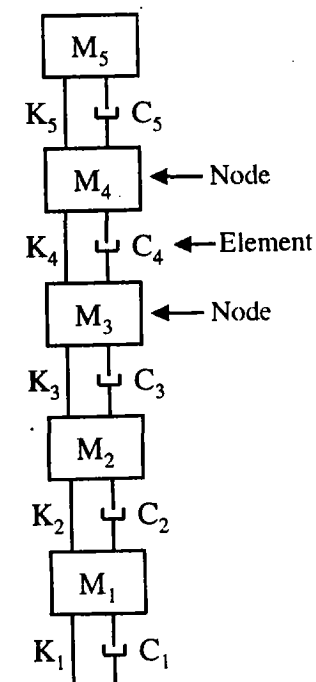 M₅
K₅ C₅
M₄ Node
K₄ C₄ Element
M₃ Node
K₃ C₃
M₂
K₂ C₂
M₁
K₁ C₁